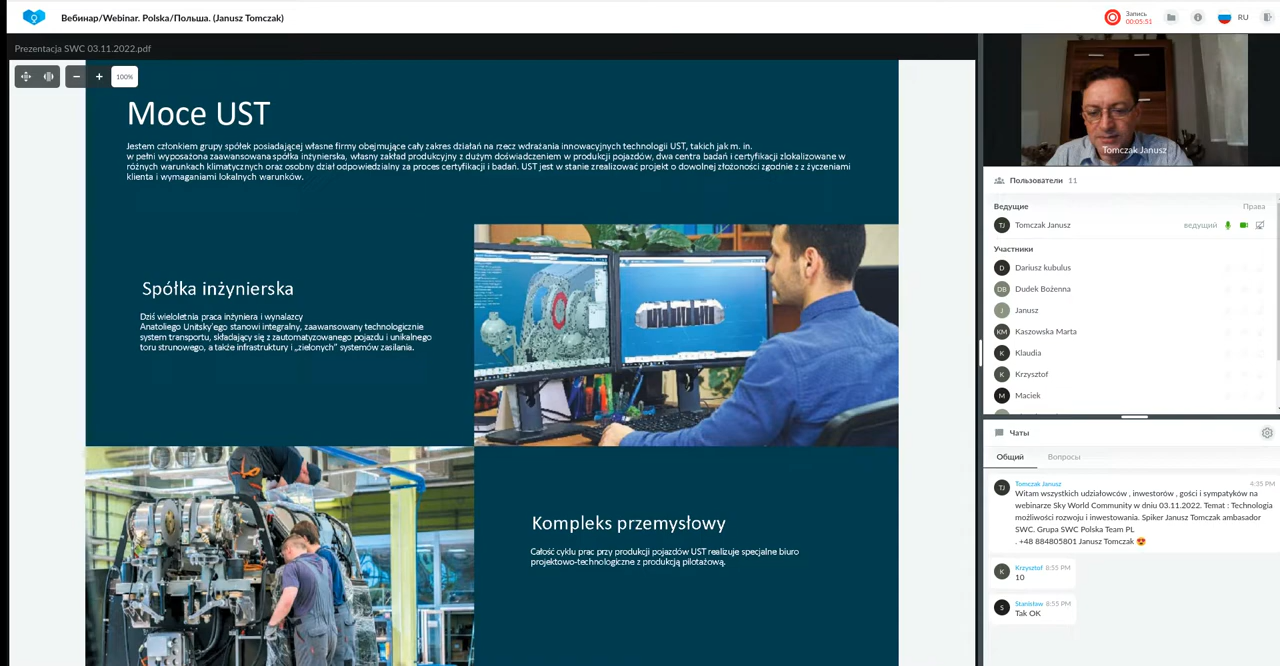 Вебинар/Webinar. Polska/Польша. (Janusz Tomczak)
Запись
00:05:51
RU
Prezentacja SWC 03.11.2022.pdf
100%
Moce UST
Jestem członkiem grupy spółek posiadającej własne firmy obejmujące cały zakres działań na rzecz wdrażania innowacyjnych technologii UST, takich jak m. in.
w pełni wyposażona zaawansowana spółka inżynierska, własny zakład produkcyjny z dużym doświadczeniem w produkcji pojazdów, dwa centra badań i certyfikacji zlokalizowane w
różnych warunkach klimatycznych oraz osobny dział odpowiedzialny za proces certyfikacji i badań. UST jest w stanie zrealizować projekt o dowolnej złożoności zgodnie z z życzeniami
klienta i wymaganiami lokalnych warunków.
Spółka inżynierska
Dziś wieloletnia praca inżyniera i wynalazcy
Anatoliego Unitsky'ego stanowi integralny, zaawansowany technologicznie
system transportu, składający się z zautomatyzowanego pojazdu i unikalnego
toru strunowego, a także infrastruktury i „zielonych” systemów zasilania.
Kompleks przemysłowy
Całość cyklu prac przy produkcji pojazdów UST realizuje specjalne biuro
projektowo-technologiczne z produkcją pilotażową.
Tomczak Janusz
Пользователи 11
Ведущие Права
TJ Tomczak Janusz ведущий
Участники
D Dariusz kubulus
DB Dudek Bożenna
J Janusz
KM Kaszowska Marta
K Klaudia
K Krzysztof
M Maciek
Чаты
Общий Вопросы
TJ Tomczak Janusz 4:35 PM
Witam wszystkich udziałowców , inwestorów , gości i sympatyków na
webinarze Sky World Community w dniu 03.11.2022. Temat : Technologia
możliwości rozwoju i inwestowania. Spiker Janusz Tomczak ambasador
SWC. Grupa SWC Polska Team PL
. +48 884805801 Janusz Tomczak 😍
K Krzysztof 8:55 PM
10
S Stanisław 8:55 PM
Tak OK